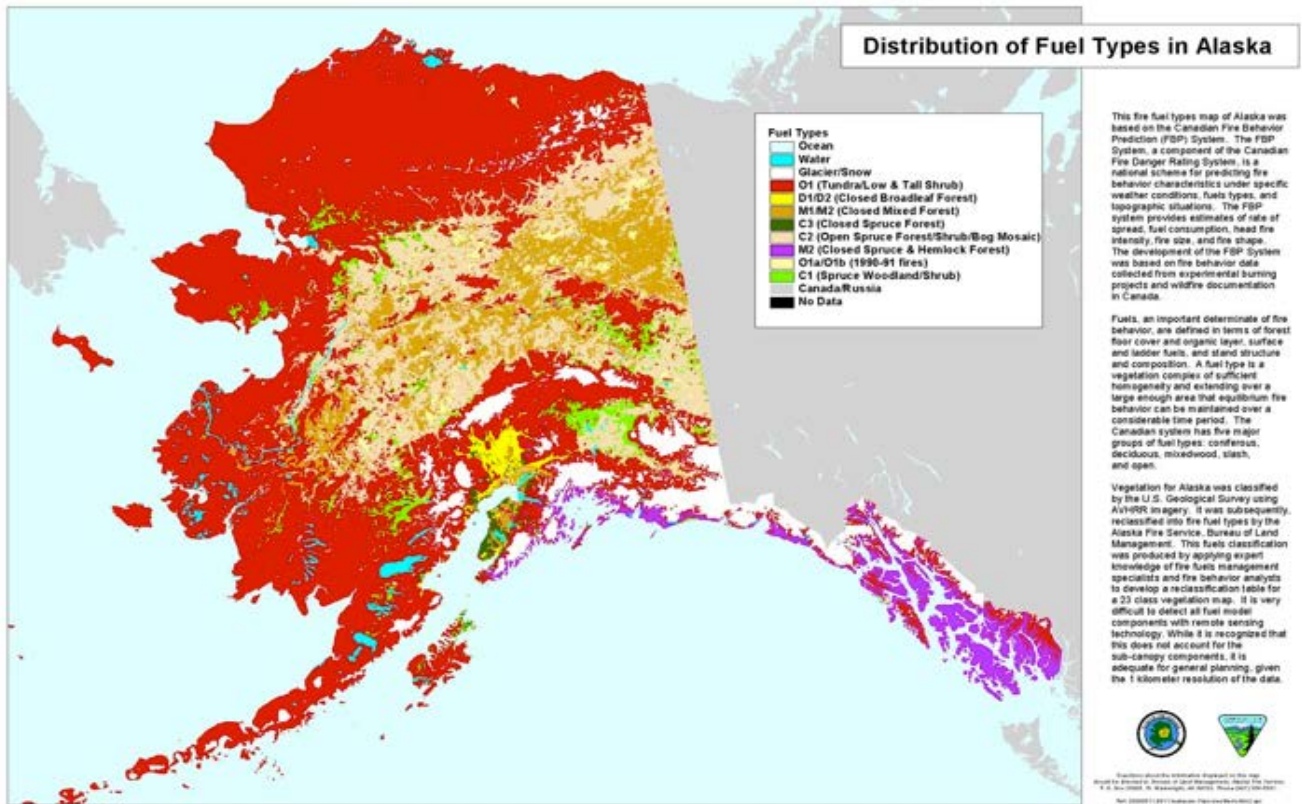 Distribution of Fuel Types in Alaska
Fuel Types
Ocean
Water
Glacier/Snow
O1 (Tundra/Low & Tall Shrub)
D1/D2 (Closed Broadleaf Forest)
M1/M2 (Closed Mixed Forest)
C3 (Closed Spruce Forest)
C2 (Open Spruce Forest/Shrub/Bog Mosaic)
M2 (Closed Spruce & Hemlock Forest)
O1a/O1b (1990-91 fires)
C1 (Spruce Woodland/Shrub)
Canada/Russia
No Data
This fire fuel types map of Alaska was
based on the Canadian Fire Behavior
Prediction (FBP) System. The FBP
System, a component of the Canadian
Fire Danger Rating System, is a
national scheme for predicting fire
behavior characteristics under specific
weather conditions, fuels types, and
topographic situations. The FBP
system provides estimates of rate of
spread, fuel consumption, head fire
intensity, fire size, and fire shape.
The development of the FBP System
was based on fire behavior data
collected from experimental burning
projects and wildfire documentation
in Canada.
Fuels, an important determinate of fire
behavior, are defined in terms of forest
floor cover and organic layer, surface
and ladder fuels, and stand structure
and composition. A fuel type is a
vegetation complex of sufficient
homogeneity and extending over a
large enough area that equilibrium fire
behavior can be maintained over a
considerable time period. The
Canadian system has five major
groups of fuel types: coniferous,
deciduous, mixedwood, slash,
and open.
Vegetation for Alaska was classified
by the U.S. Geological Survey using
AVHRR imagery. It was subsequently,
reclassified into fire fuel types by the
Alaska Fire Service, Bureau of Land
Management. This fuels classification
was produced by applying expert
knowledge of fire fuels management
specialists and fire behavior analysts
to develop a reclassification table for
a 23 class vegetation map. It is very
difficult to detect all fuel model
components with remote sensing
technology. While it is recognized that
this does not account for the
sub-canopy components, it is
adequate for general planning, given
the 1 kilometer resolution of the data.